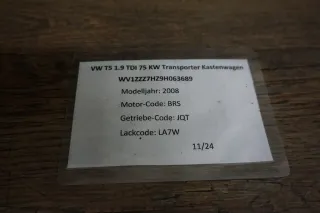 VW T5 1.9 TDI 75 KW Transporter Kastenwagen
WV1ZZZ7HZ9H063689
Modelljahr: 2008
Motor-Code: BRS
Getriebe-Code: JQT
Lackcode: LA7W
11/24